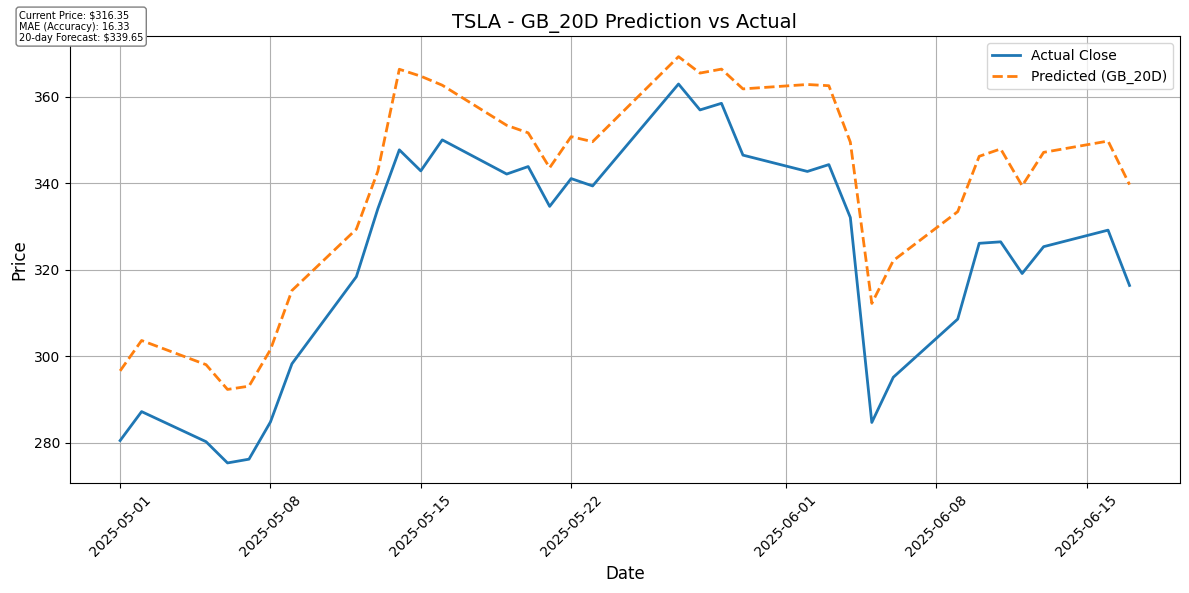 TSLA - GB_20D Prediction vs Actual
Current Price: $316.35
MAE (Accuracy): 16.33
20-day Forecast: $339.65
Actual Close
Predicted (GB_20D)
Price
360
340
320
300
280
2025-05-01
2025-05-08
2025-05-15
2025-05-22
2025-06-01
2025-06-08
2025-06-15
Date